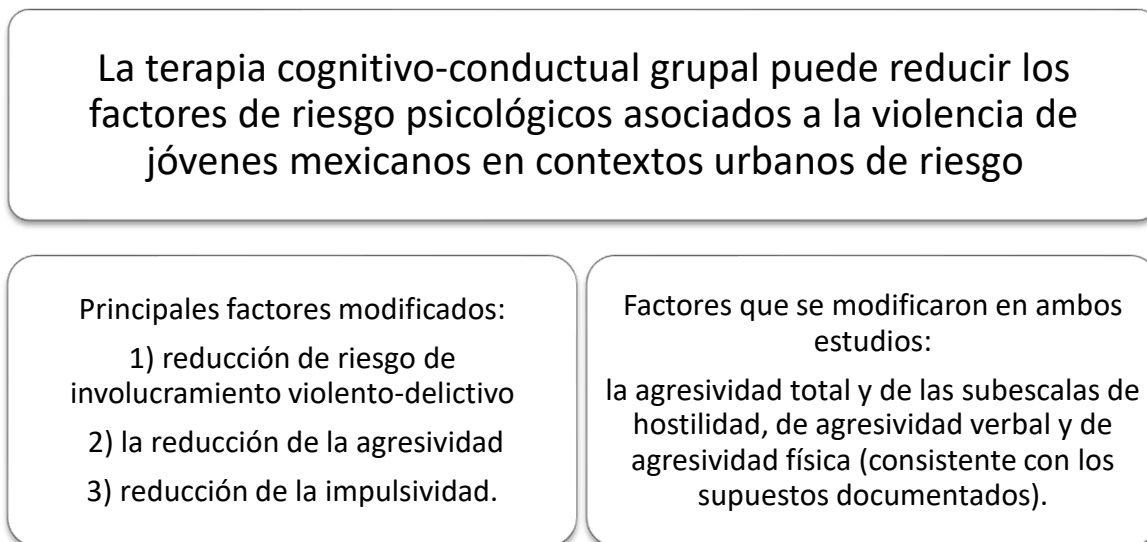 La terapia cognitivo-conductual grupal puede reducir los
factores de riesgo psicológicos asociados a la violencia de
jóvenes mexicanos en contextos urbanos de riesgo
Principales factores modificados:
1) reducción de riesgo de
involucramiento violento-delictivo
2) la reducción de la agresividad
3) reducción de la impulsividad.
Factores que se modificaron en ambos
estudios:
la agresividad total y de las subescalas de
hostilidad, de agresividad verbal y de
agresividad física (consistente con los
supuestos documentados).